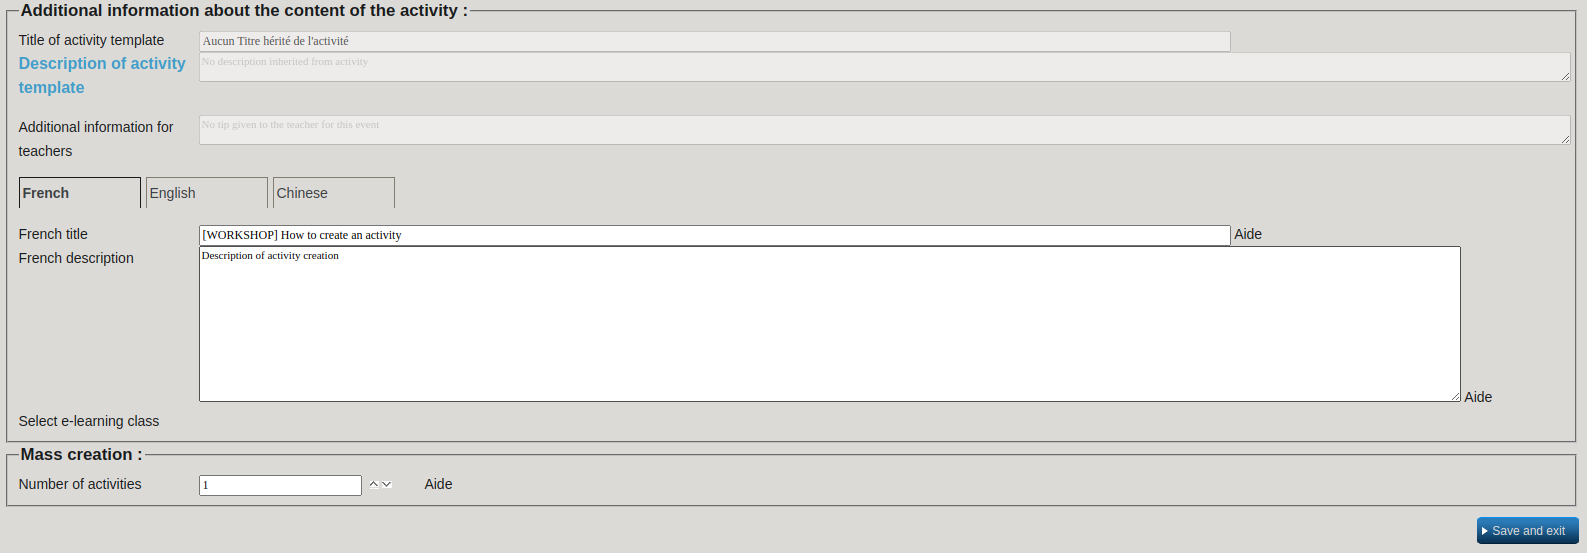 Additional information about the content of the activity :
Title of activity template
Aucun Titre hérité de l'activité
Description of activity
template
No description inherited from activity
Additional information for
teachers
No tip given to the teacher for this event
French
English
Chinese
French title
[WORKSHOP] How to create an activity
Aide
French description
Description of activity creation
Aide
Select e-learning class
Mass creation :
Number of activities
1
Aide
Save and exit